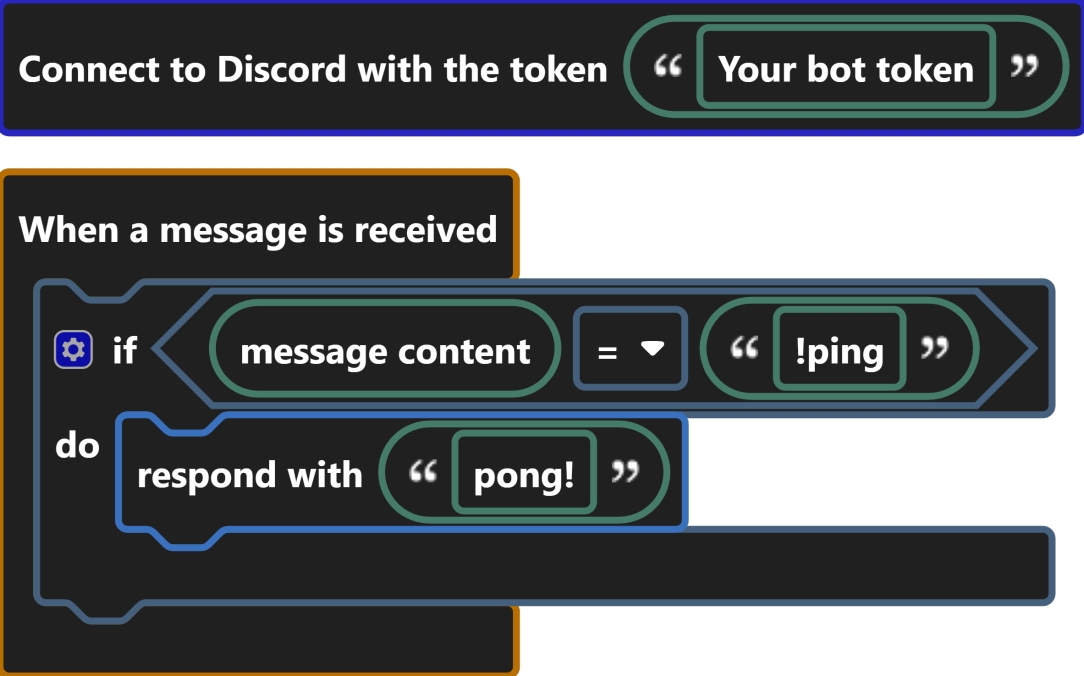 Connect to Discord with the token “ Your bot token ”
When a message is received
if message content = “ !ping ”
do
respond with “ pong! ”